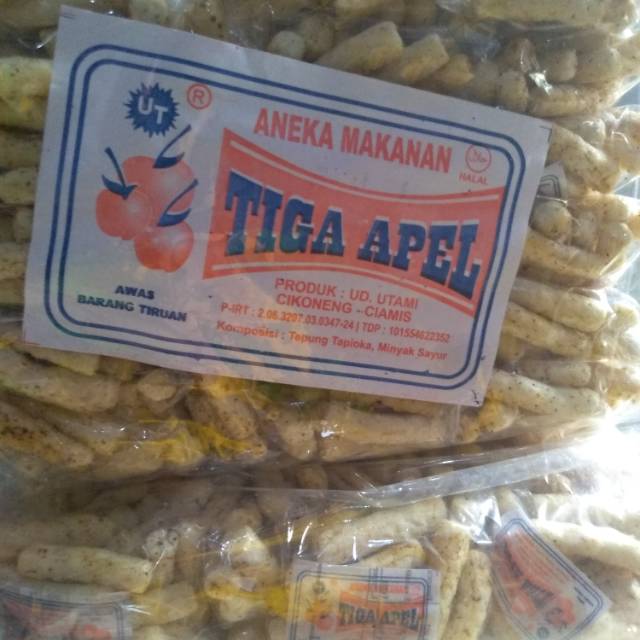 UT ®
ANEKA MAKANAN
HALAL
TIGA APEL
AWAS
BARANG TIRUAN
PRODUK : UD. UTAMI
CIKONENG - CIAMIS
P-IRT : 2.06.3207.03.0347-24 | TDP : 101554622352
Komposisi : Tepung Tapioka, Minyak Sayur
TIGA APEL